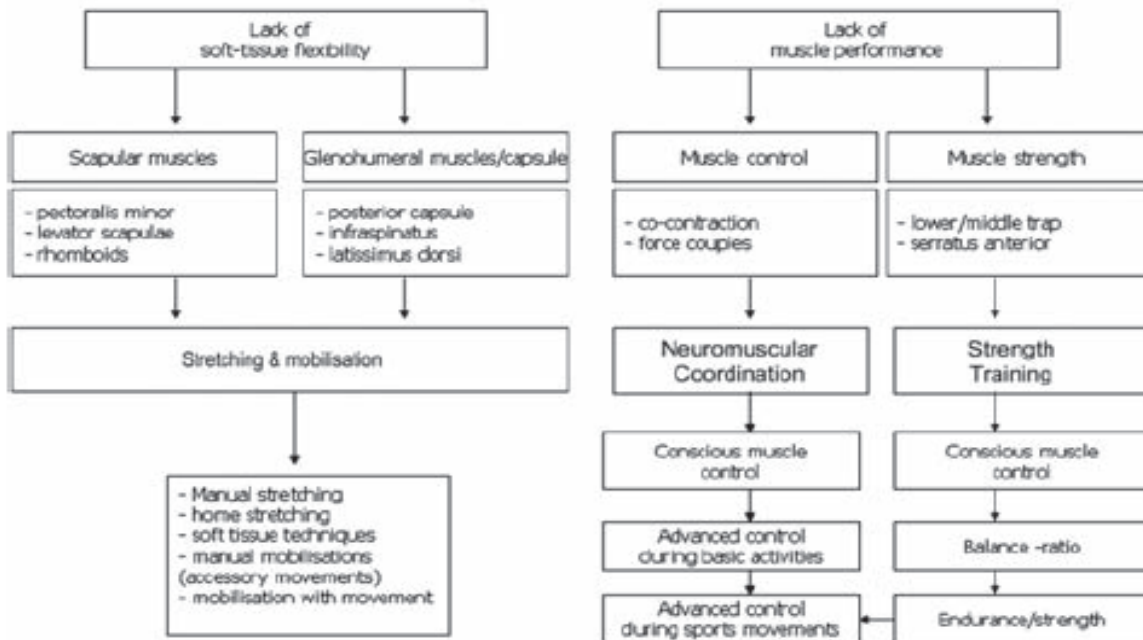 Lack of
soft-tissue flexibility
Lack of
muscle performance
Scapular muscles
Glenohumeral muscles/capsule
Muscle control
Muscle strength
- pectoralis minor
- levator scapulae
- rhomboids
- posterior capsule
- infraspinatus
- latissimus dorsi
- co-contraction
- force couples
- lower/middle trap
- serratus anterior
Stretching & mobilisation
Neuromuscular
Coordination
Strength
Training
Conscious muscle
control
Conscious muscle
control
- Manual stretching
- home stretching
- soft tissue techniques
- manual mobilisations
(accessory movements)
- mobilisation with movement
Advanced control
during basic activities
Balance -ratio
Advanced control
during sports movements
Endurance/strength